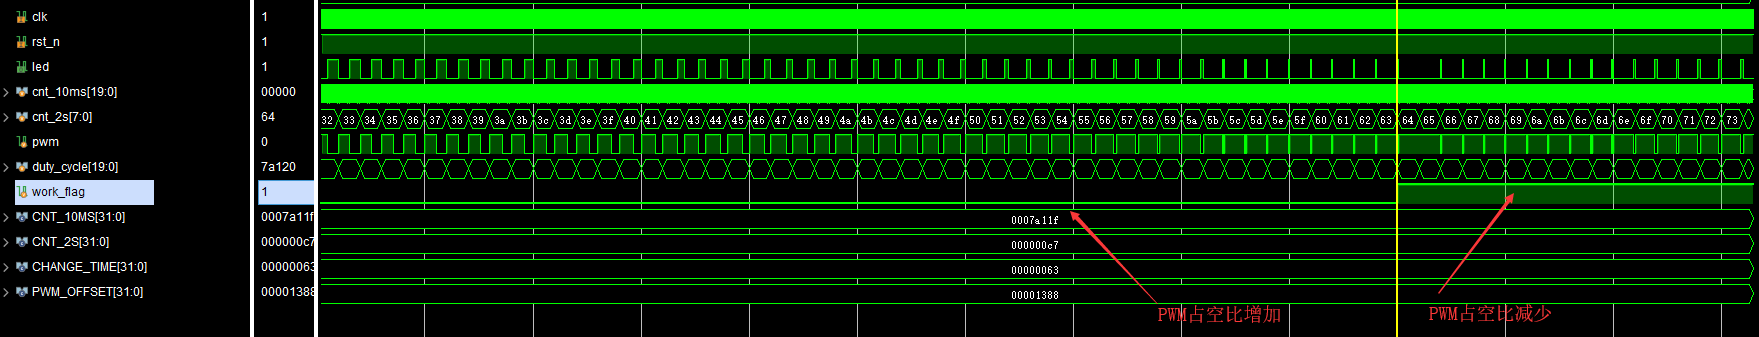 clk 1
rst_n 1
led 1
cnt_10ms[19:0] 00000
cnt_2s[7:0] 64 32 33 34 35 36 37 38 39 3a 3b 3c 3d 3e 3f 40 41 42 43 44 45 46 47 48 49 4a 4b 4c 4d 4e 4f 50 51 52 53 54 55 56 57 58 59 5a 5b 5c 5d 5e 5f 60 61 62 63 64 65 66 67 68 69 6a 6b 6c 6d 6e 6f 70 71 72 73
pwm 0
duty_cycle[19:0] 7a120
work_flag 1
CNT_10MS[31:0] 0007a11f 0007a11f
CNT_2S[31:0] 000000c7 000000c7
CHANGE_TIME[31:0] 00000063 00000063
PWM_OFFSET[31:0] 00001388 00001388
PWM占空比增加 PWM占空比减少